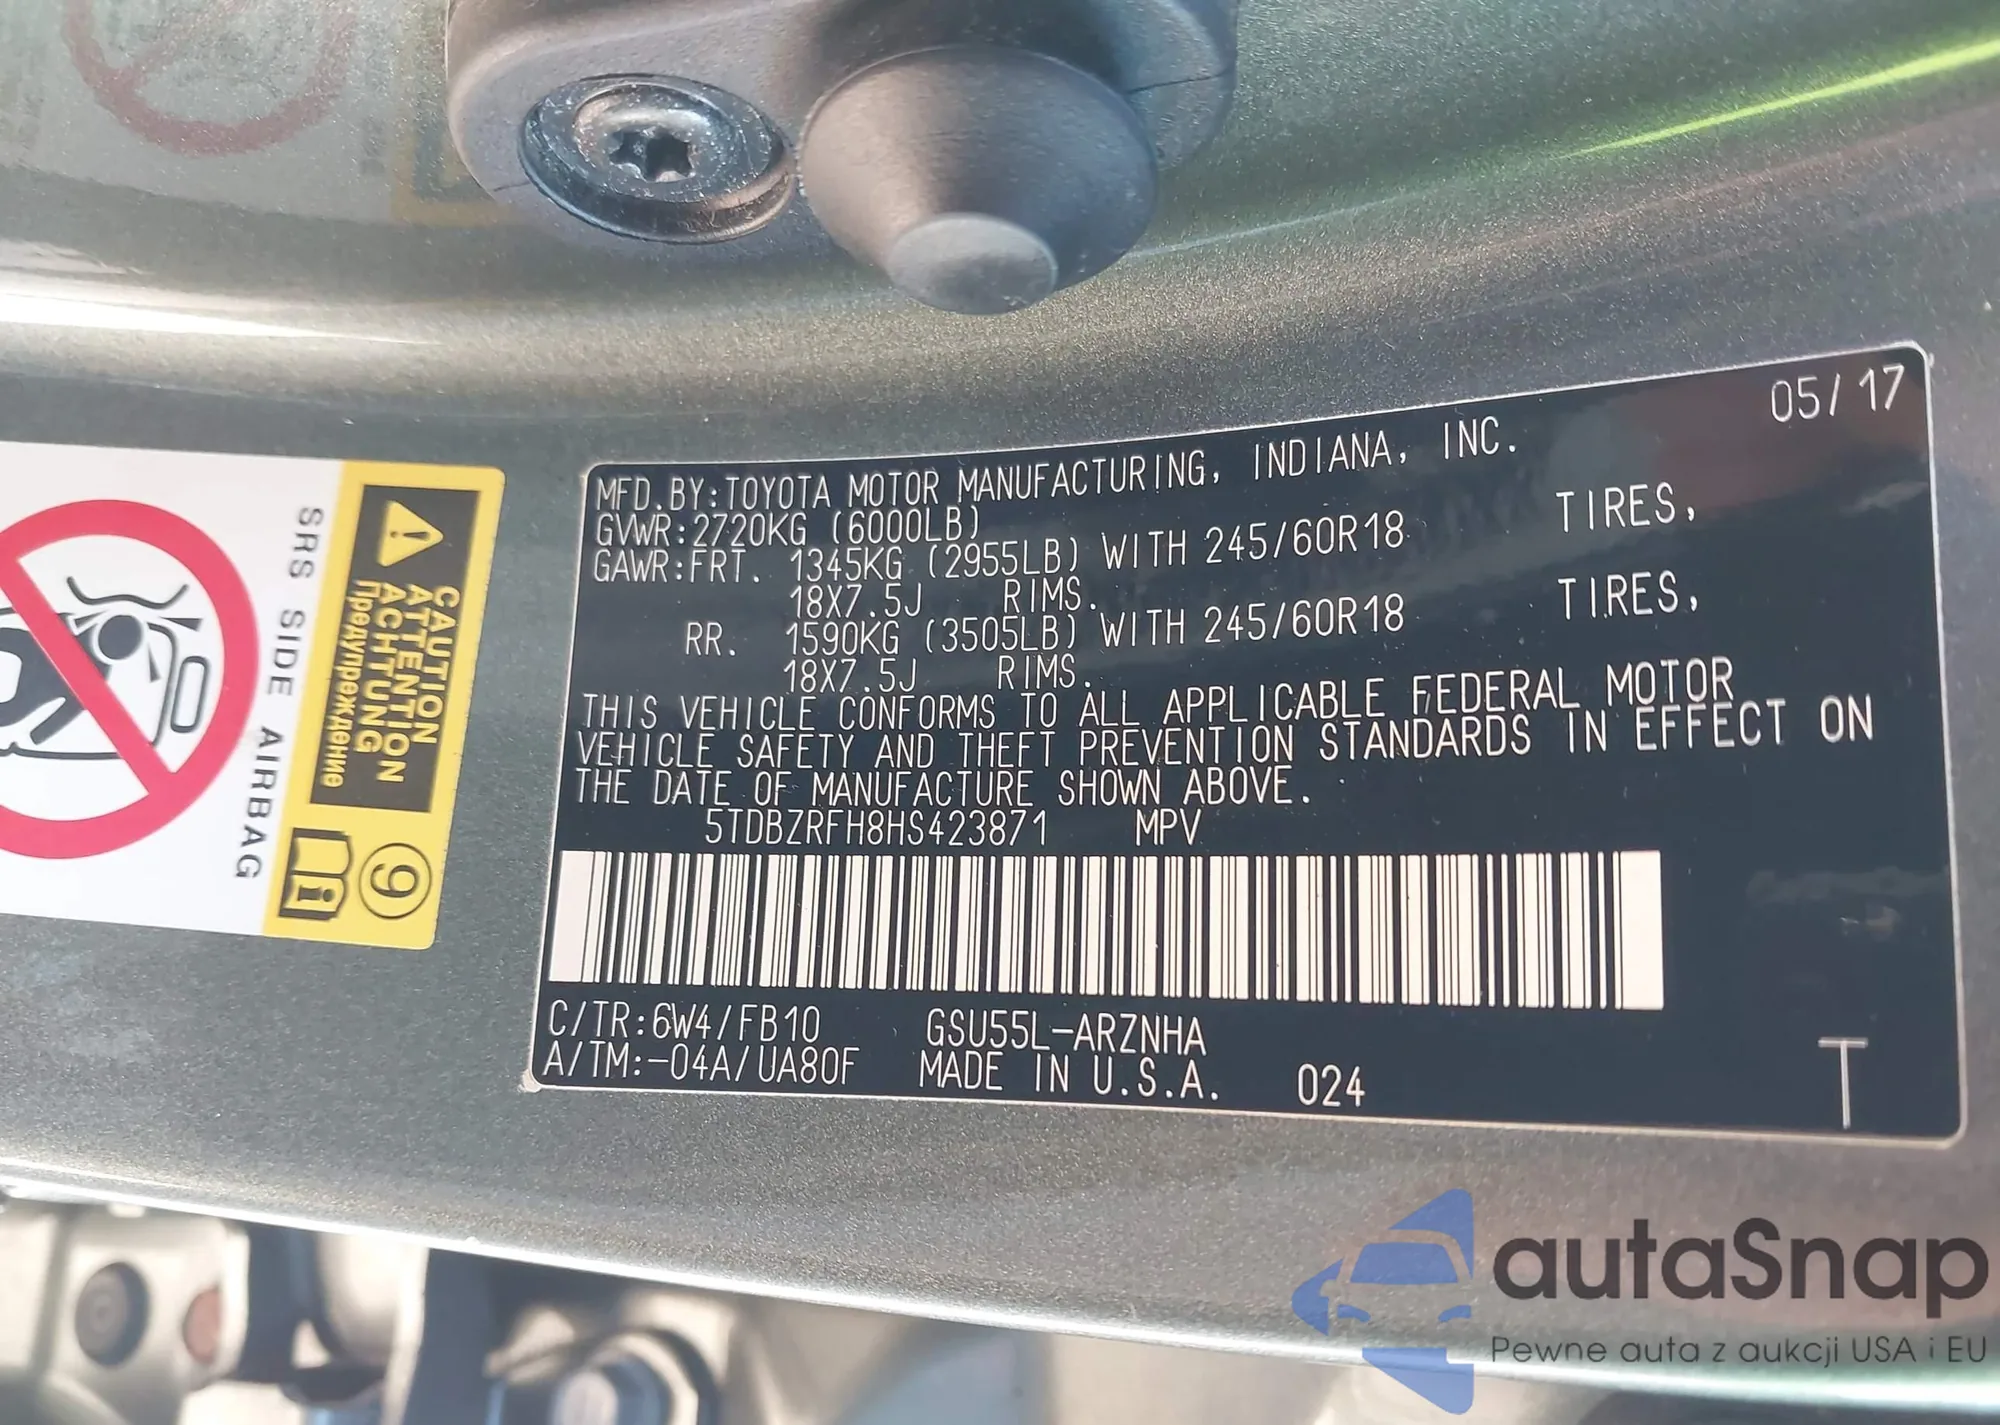 05/17
MFD.BY:TOYOTA MOTOR MANUFACTURING, INDIANA, INC.
GVWR:2720KG (6000LB)
GAWR:FRT. 1345KG (2955LB) WITH 245/60R18 TIRES,
18X7.5J RIMS.
RR. 1590KG (3505LB) WITH 245/60R18 TIRES,
18X7.5J RIMS.
THIS VEHICLE CONFORMS TO ALL APPLICABLE FEDERAL MOTOR
VEHICLE SAFETY AND THEFT PREVENTION STANDARDS IN EFFECT ON
THE DATE OF MANUFACTURE SHOWN ABOVE.
5TDBZRFH8HS423871 MPV
C/TR:6W4/FB10 GSU55L-ARZNHA
A/TM:-04A/UA80F MADE IN U.S.A. 024
T
CAUTION
ATTENTION
ACHTUNG
Предупреждение
SRS SIDE AIRBAG
9
i
autaSnap
Pewne auta z aukcji USA i EU